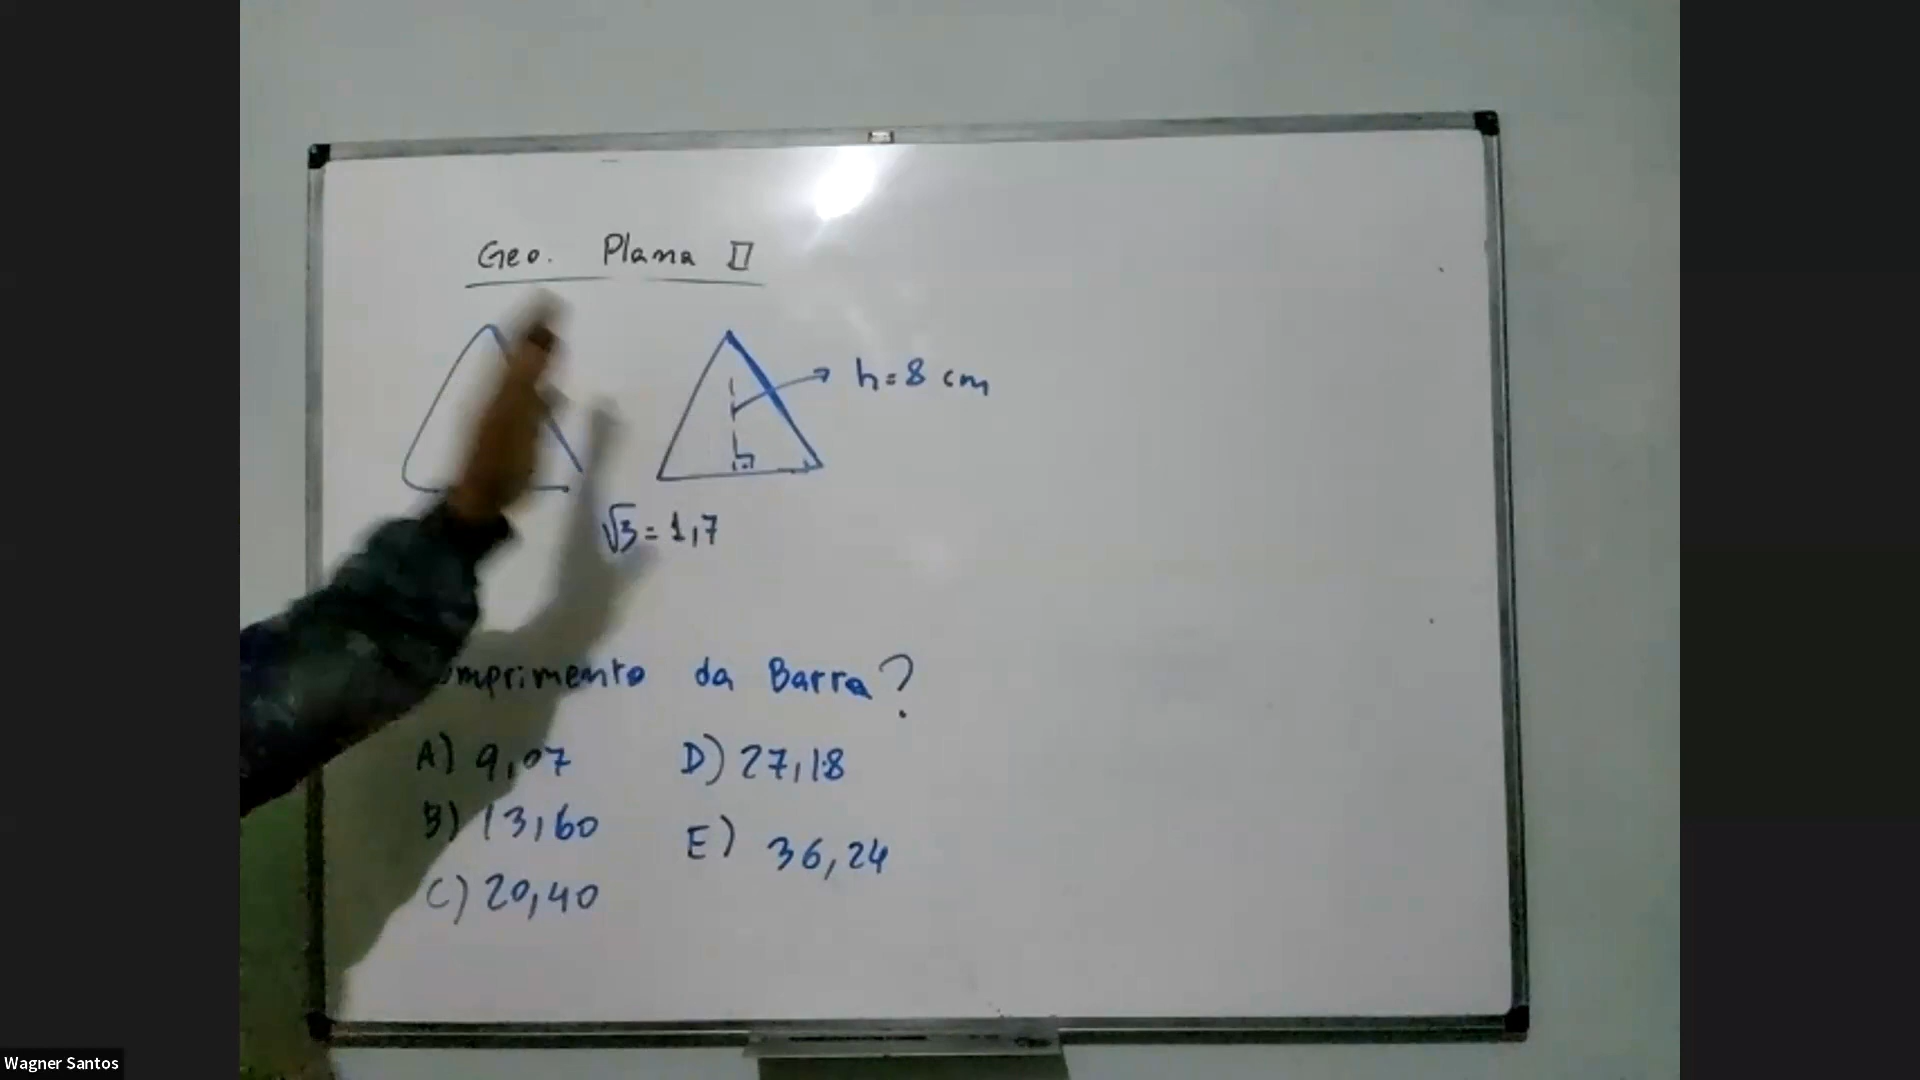 Geo. Plana II
h=8 cm
√3 = 1,7
omprimento da Barra?
A) 9,07 D) 27,18
B) 13,60 E) 36,24
C) 20,40
Wagner Santos